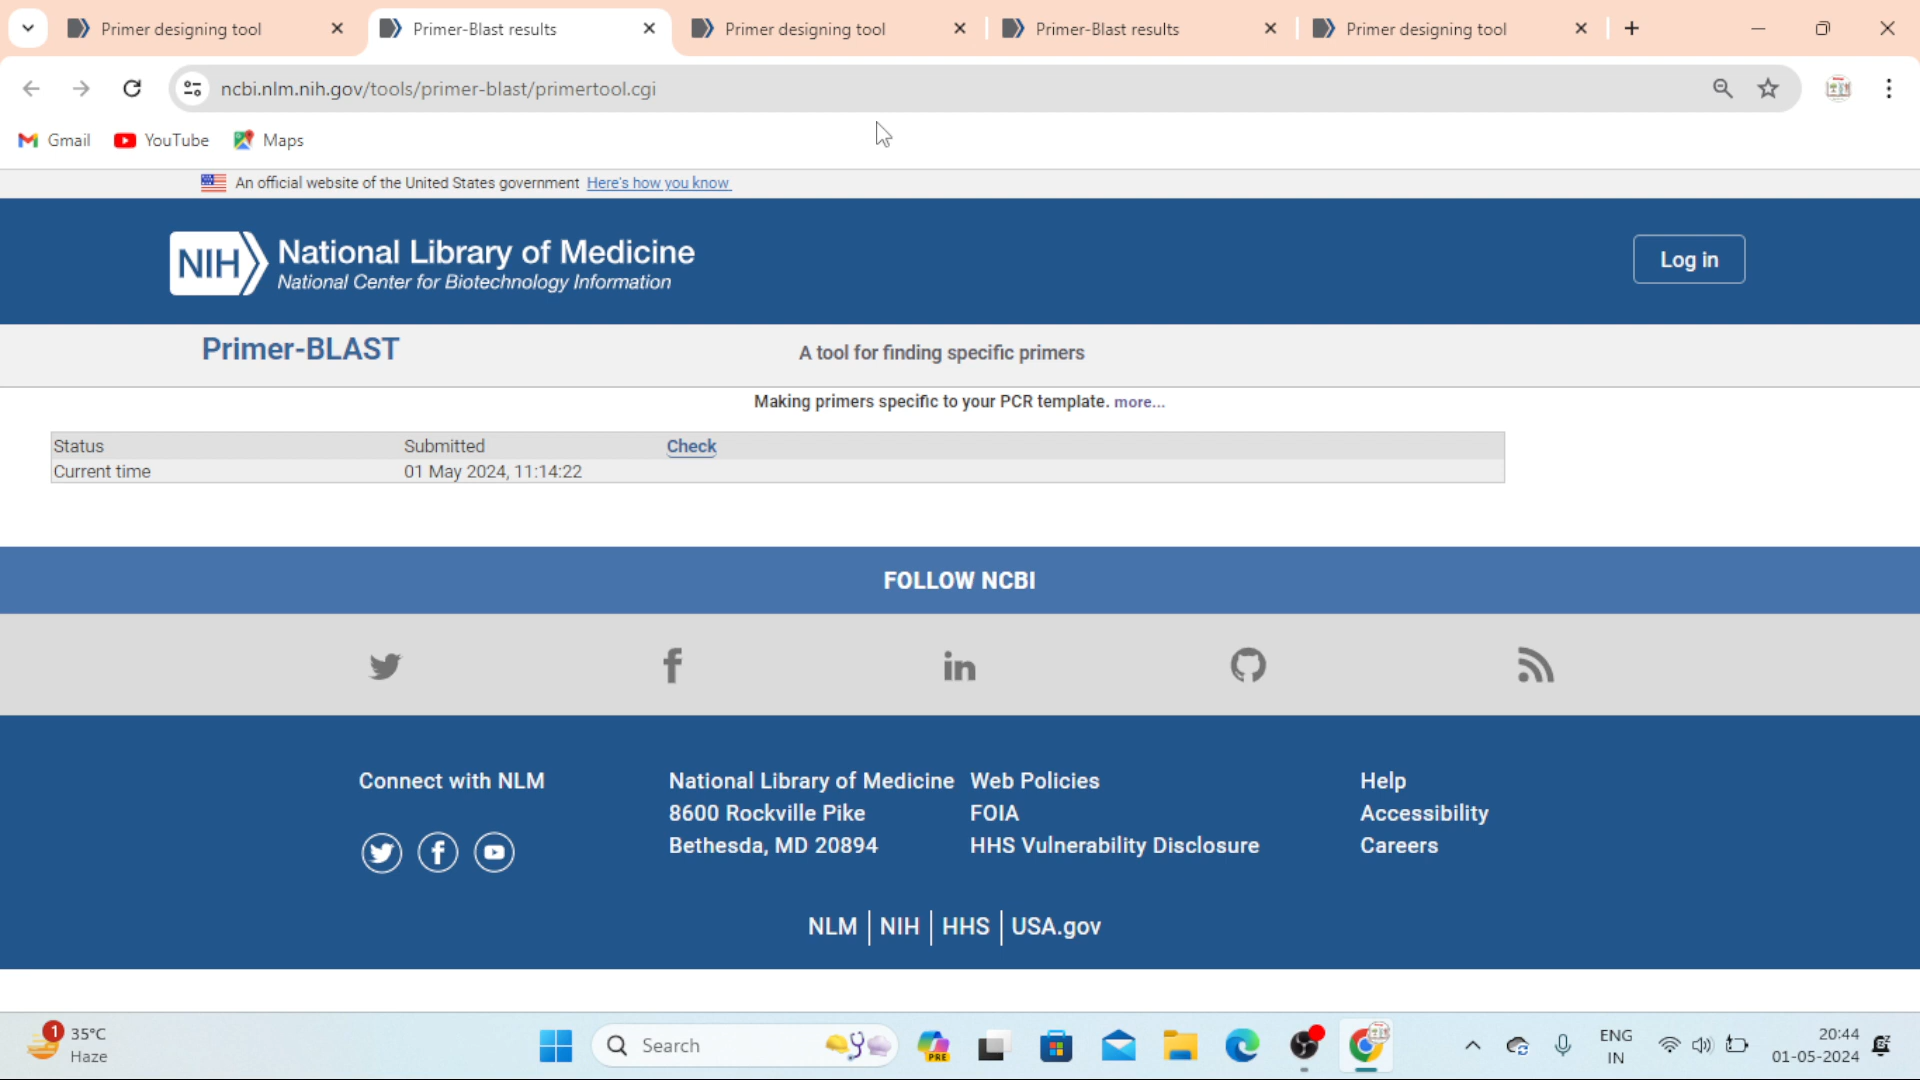 Primer designing tool
Primer-Blast results
Primer designing tool
Primer-Blast results
Primer designing tool
ncbi.nlm.nih.gov/tools/primer-blast/primertool.cgi
Gmail
YouTube
Maps
An official website of the United States government Here's how you know
NIH National Library of Medicine
National Center for Biotechnology Information
Log in
Primer-BLAST
A tool for finding specific primers
Making primers specific to your PCR template. more...
Status Submitted Check
Current time 01 May 2024, 11:14:22
FOLLOW NCBI
Connect with NLM
National Library of Medicine
8600 Rockville Pike
Bethesda, MD 20894
Web Policies
FOIA
HHS Vulnerability Disclosure
Help
Accessibility
Careers
NLM NIH HHS USA.gov
1
35°C
Haze
Search
PRE
ENG
IN
20:44
01-05-2024